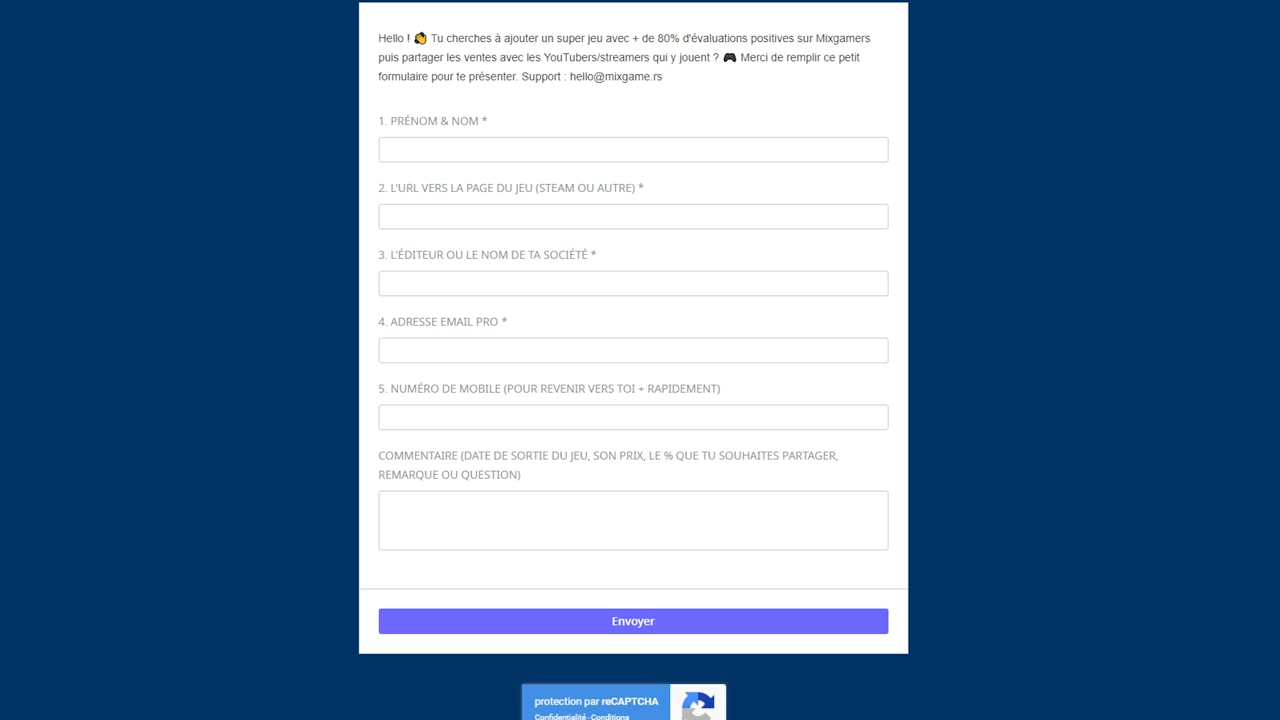 Hello ! 👏 Tu cherches à ajouter un super jeu avec + de 80% d'évaluations positives sur Mixgamers
puis partager les ventes avec les YouTubers/streamers qui y jouent ? 🎮 Merci de remplir ce petit
formulaire pour te présenter. Support : hello@mixgame.rs
1. PRÉNOM & NOM *
2. L'URL VERS LA PAGE DU JEU (STEAM OU AUTRE) *
3. L'ÉDITEUR OU LE NOM DE TA SOCIÉTÉ *
4. ADRESSE EMAIL PRO *
5. NUMÉRO DE MOBILE (POUR REVENIR VERS TOI + RAPIDEMENT)
COMMENTAIRE (DATE DE SORTIE DU JEU, SON PRIX, LE % QUE TU SOUHAITES PARTAGER,
REMARQUE OU QUESTION)
Envoyer
protection par reCAPTCHA
Confidentialité - Conditions